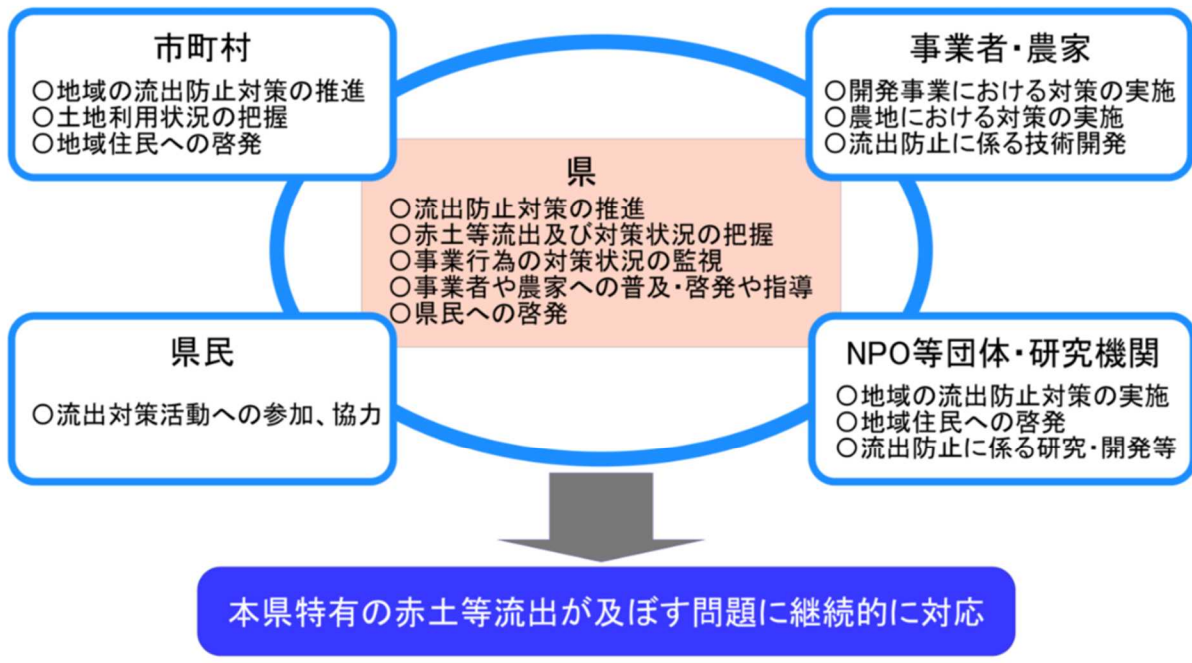 市町村
○地域の流出防止対策の推進
○土地利用状況の把握
○地域住民への啓発
事業者・農家
○開発事業における対策の実施
○農地における対策の実施
○流出防止に係る技術開発
県
○流出防止対策の推進
○赤土等流出及び対策状況の把握
○事業行為の対策状況の監視
○事業者や農家への普及・啓発や指導
○県民への啓発
県民
○流出対策活動への参加、協力
NPO等団体・研究機関
○地域の流出防止対策の実施
○地域住民への啓発
○流出防止に係る研究・開発等
本県特有の赤土等流出が及ぼす問題に継続的に対応